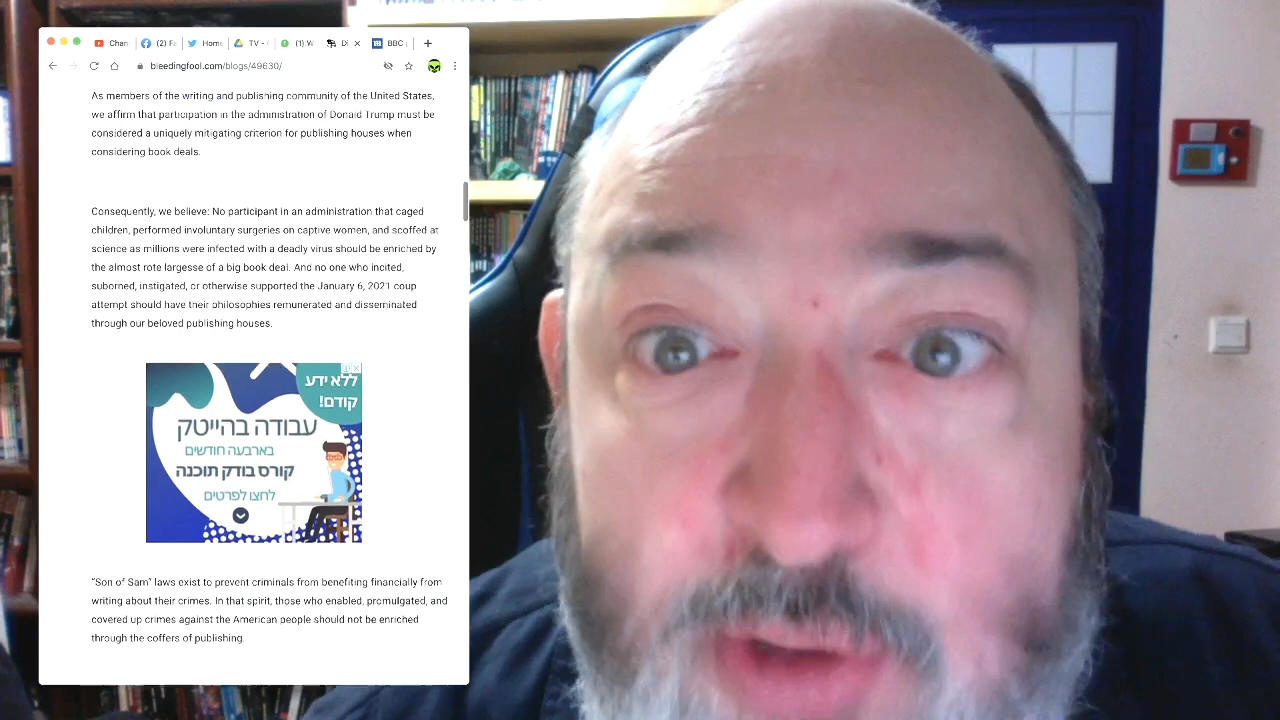 Chan
(2) Fa
Home
TV - G
(1) W
Di
BBC
bleedingfool.com/blogs/49630/
As members of the writing and publishing community of the United States,
we affirm that participation in the administration of Donald Trump must be
considered a uniquely mitigating criterion for publishing houses when
considering book deals.
Consequently, we believe: No participant in an administration that caged
children, performed involuntary surgeries on captive women, and scoffed at
science as millions were infected with a deadly virus should be enriched by
the almost rote largesse of a big book deal. And no one who incited,
suborned, instigated, or otherwise supported the January 6, 2021 coup
attempt should have their philosophies remunerated and disseminated
through our beloved publishing houses.
ללא ידע
קודם!
עבודה בהייטק
בארבעה חודשים
קורס בודק תוכנה
לחצו לפרטים
“Son of Sam” laws exist to prevent criminals from benefiting financially from
writing about their crimes. In that spirit, those who enabled, promulgated, and
covered up crimes against the American people should not be enriched
through the coffers of publishing.